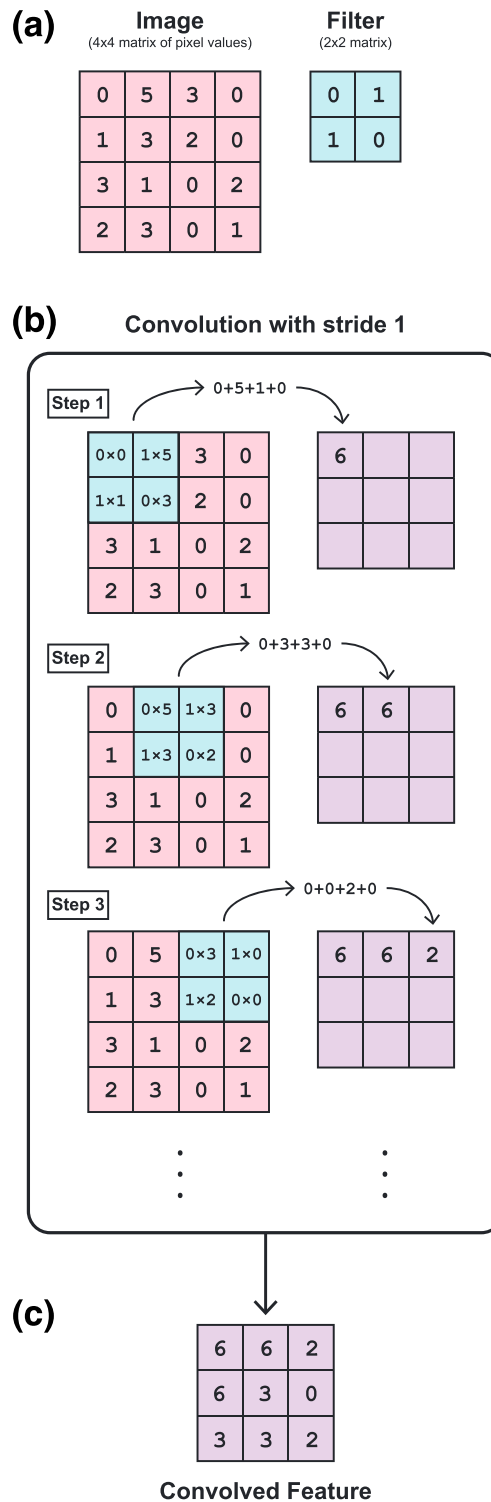 (a) Image Filter
(4x4 matrix of pixel values) (2x2 matrix)
0 5 3 0 0 1
1 3 2 0 1 0
3 1 0 2
2 3 0 1
(b) Convolution with stride 1
Step 1 0+5+1+0
0×0 1×5 3 0 6
1×1 0×3 2 0
3 1 0 2
2 3 0 1
Step 2 0+3+3+0
0 0×5 1×3 0 6 6
1 1×3 0×2 0
3 1 0 2
2 3 0 1
Step 3 0+0+2+0
0 5 0×3 1×0 6 6 2
1 3 1×2 0×0
3 1 0 2
2 3 0 1
(c)
6 6 2
6 3 0
3 3 2
Convolved Feature